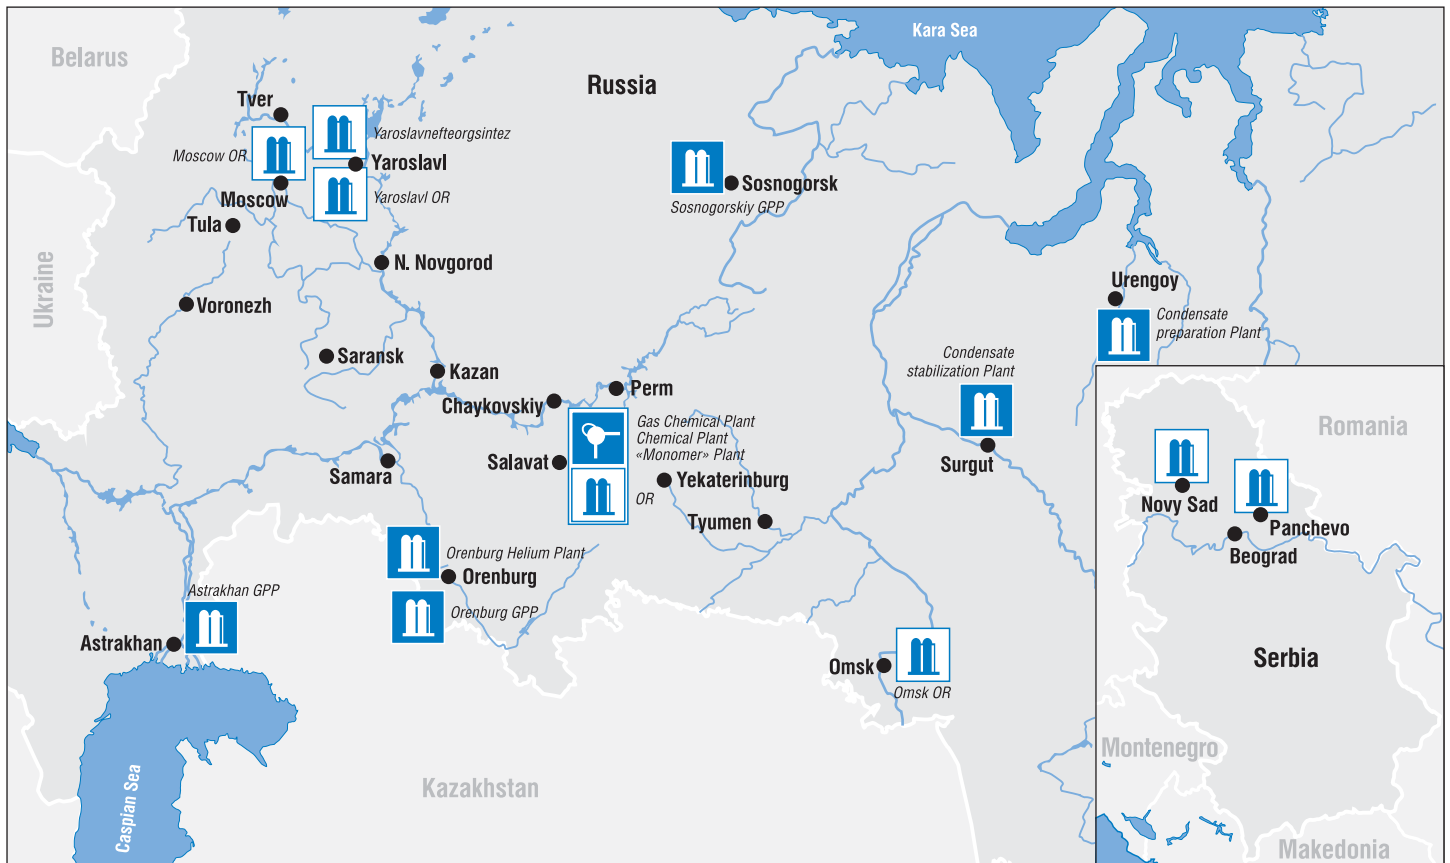 Belarus
Kara Sea
Russia
Tver
Yaroslavnefteorgsintez
Moscow OR
Yaroslavl
Moscow
Yaroslavl OR
Tula
Sosnogorsk
Sosnogorskiy GPP
N. Novgorod
Ukraine
Voronezh
Urengoy
Condensate
preparation Plant
Saransk
Kazan
Condensate
stabilization Plant
Perm
Chaykovskiy
Gas Chemical Plant
Chemical Plant
«Monomer» Plant
Salavat
OR
Samara
Yekaterinburg
Surgut
Tyumen
Orenburg Helium Plant
Orenburg
Orenburg GPP
Astrakhan GPP
Astrakhan
Omsk
Omsk OR
Kazakhstan
Caspian Sea
Romania
Novy Sad
Panchevo
Beograd
Serbia
Montenegro
Makedonia